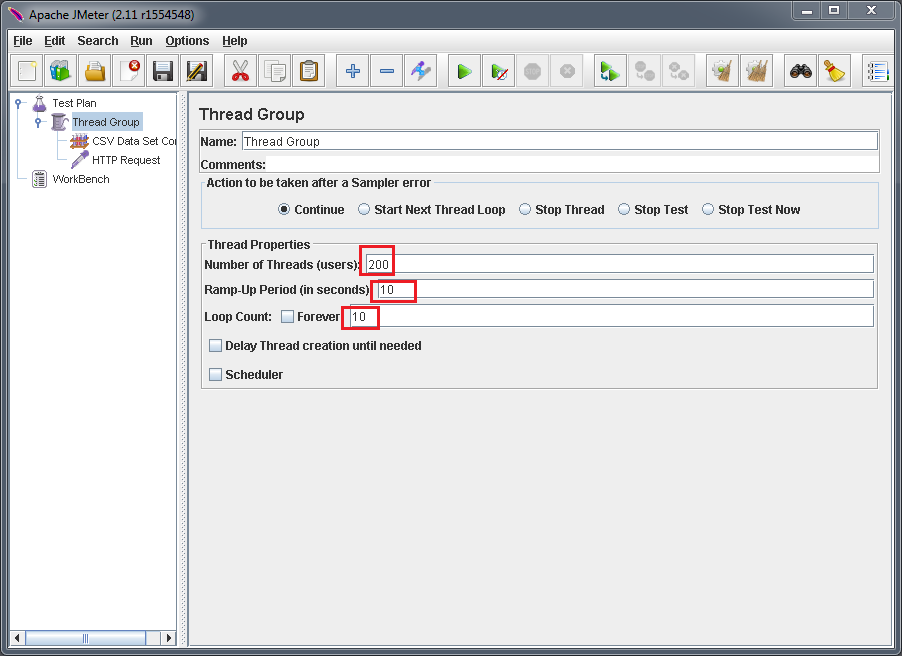 Apache JMeter (2.11 r1554548)
File Edit Search Run Options Help
Test Plan
Thread Group
CSV Data Set Co
HTTP Request
WorkBench
Thread Group
Name: Thread Group
Comments:
Action to be taken after a Sampler error
Continue Start Next Thread Loop Stop Thread Stop Test Stop Test Now
Thread Properties
Number of Threads (users): 200
Ramp-Up Period (in seconds) 10
Loop Count: Forever 10
Delay Thread creation until needed
Scheduler